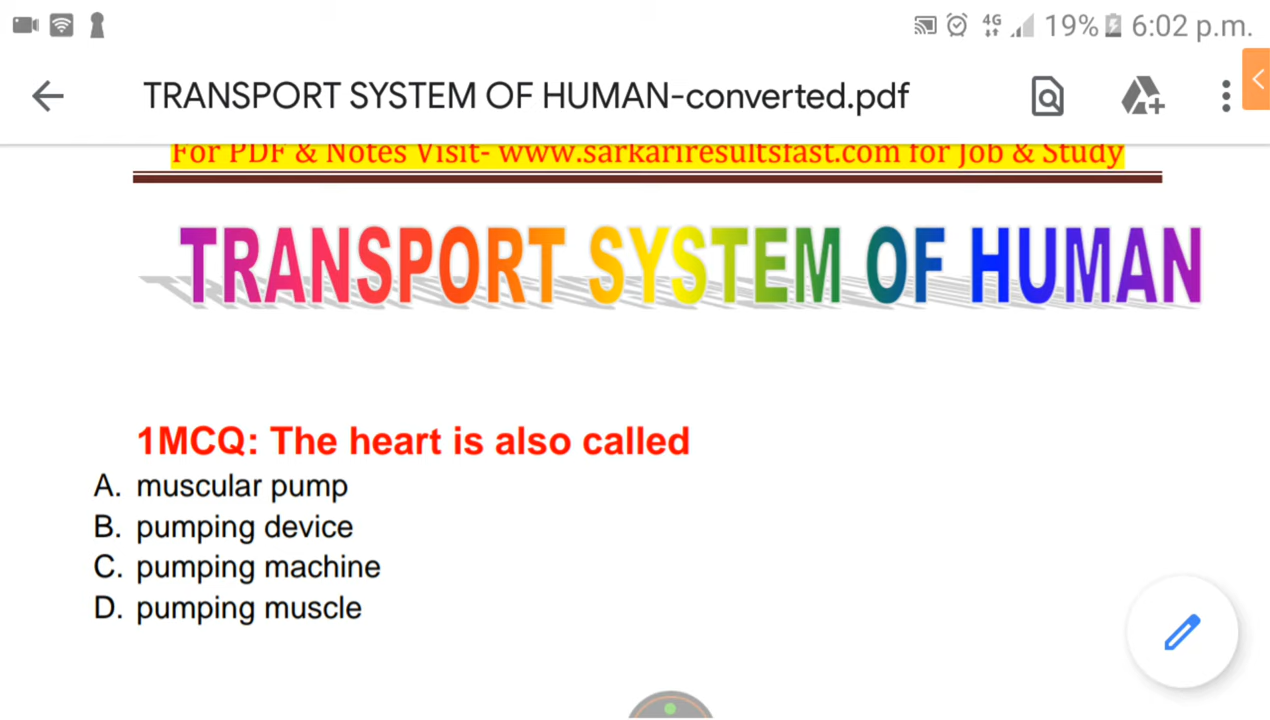 4G 19% 6:02 p.m.
TRANSPORT SYSTEM OF HUMAN-converted.pdf
For PDF & Notes Visit- www.sarkariresultsfast.com for Job & Study
TRANSPORT SYSTEM OF HUMAN
1MCQ: The heart is also called
A. muscular pump
B. pumping device
C. pumping machine
D. pumping muscle